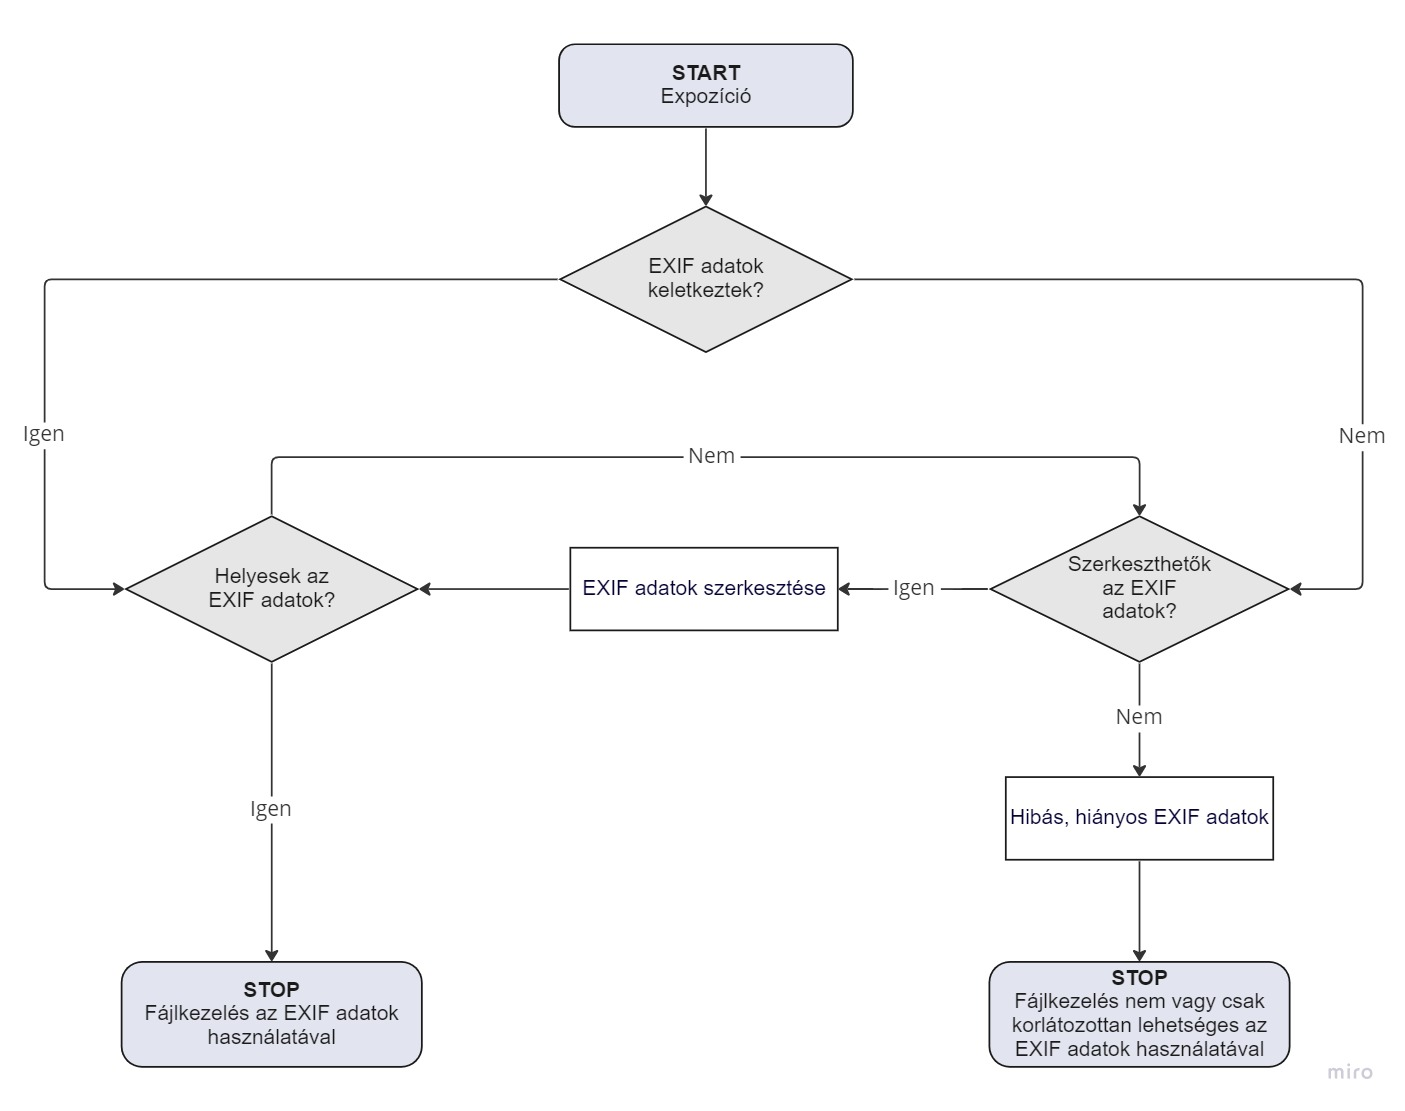 START
Expozíció
EXIF adatok
keletkeztek?
Igen
Nem
Nem
Helyesek az
EXIF adatok?
EXIF adatok szerkesztése
Igen
Szerkeszthetők
az EXIF
adatok?
Nem
Igen
Hibás, hiányos EXIF adatok
STOP
Fájlkezelés az EXIF adatok
használatával
STOP
Fájlkezelés nem vagy csak
korlátozottan lehetséges az
EXIF adatok használatával
miro